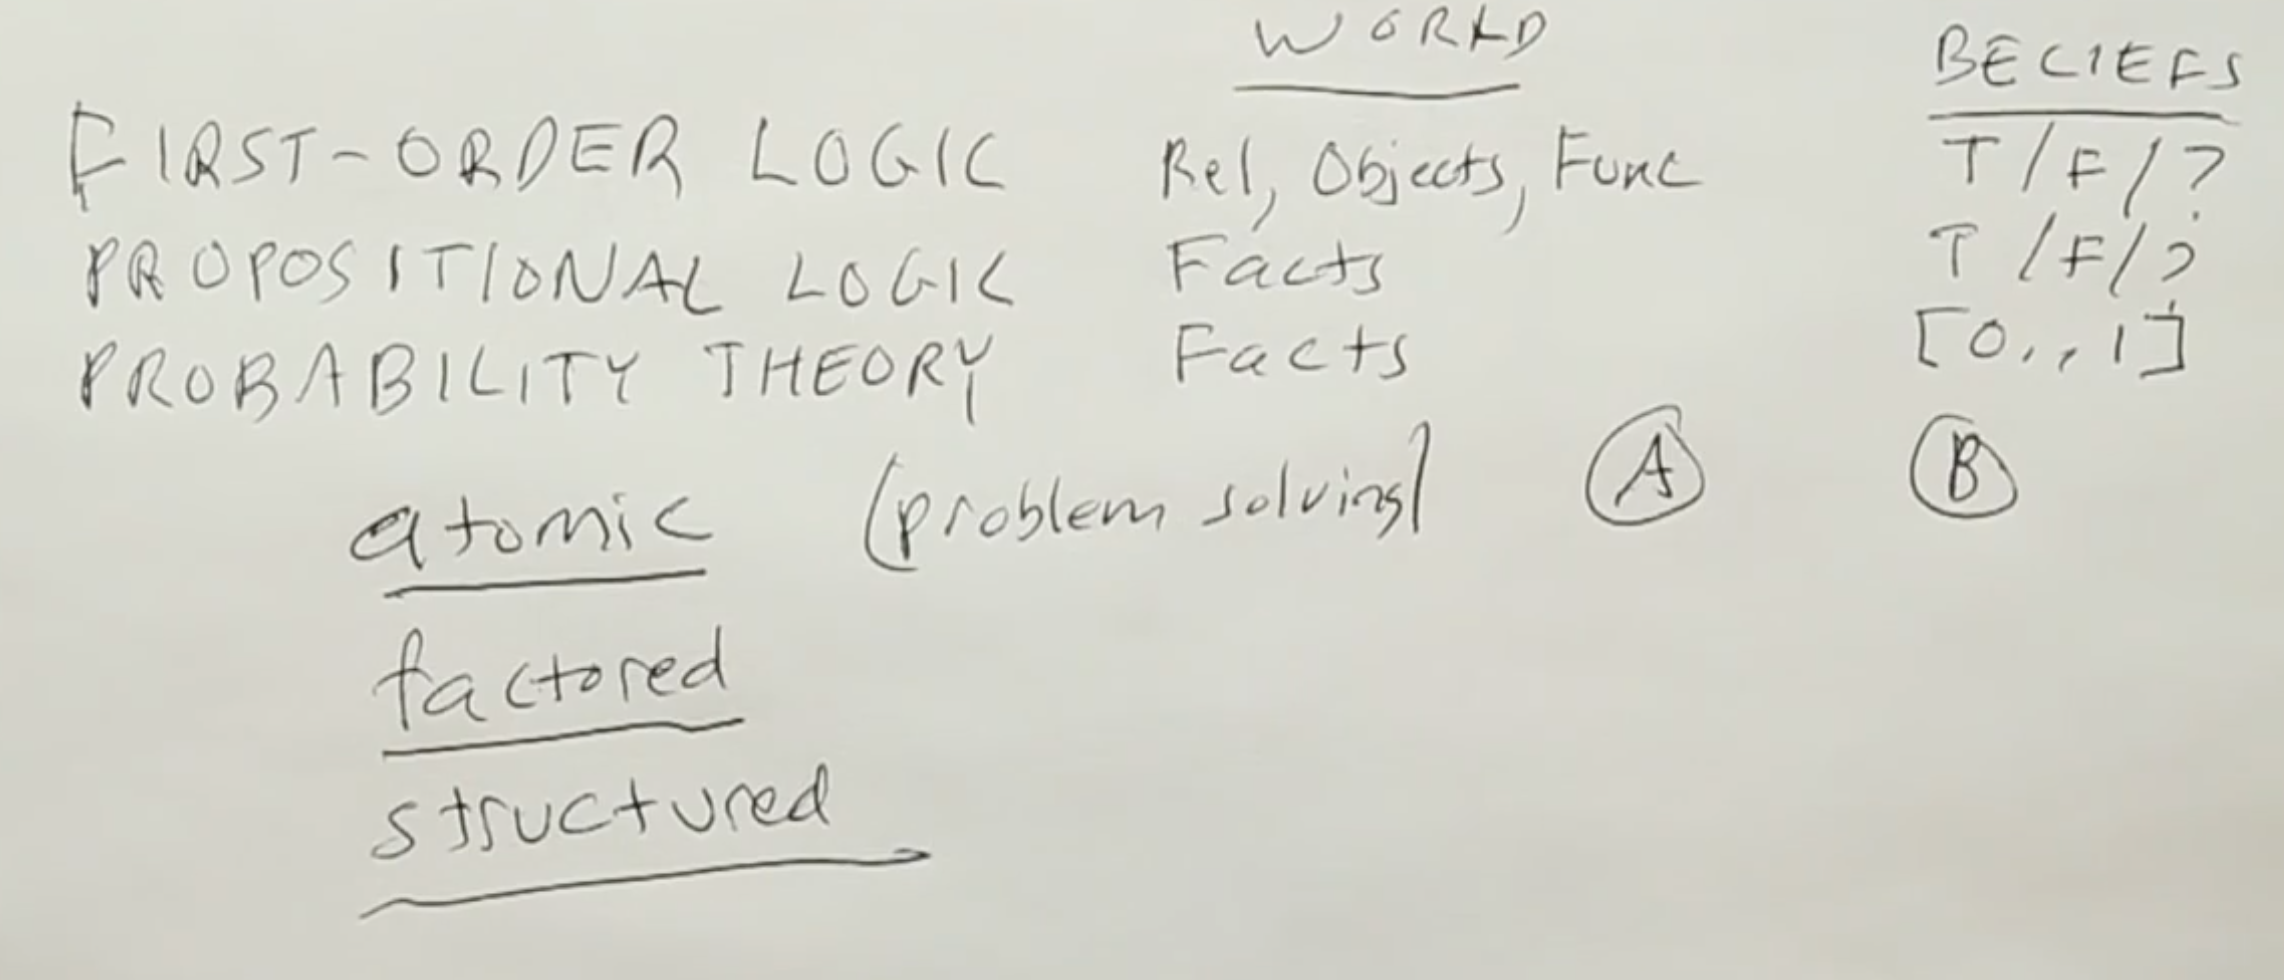 WORLD BELIEFS
FIRST-ORDER LOGIC Rel, Objects, Func T/F/?
PROPOSITIONAL LOGIC Facts T/F/?
PROBABILITY THEORY Facts [0..1]
atomic (problem solving) A B
factored
structured